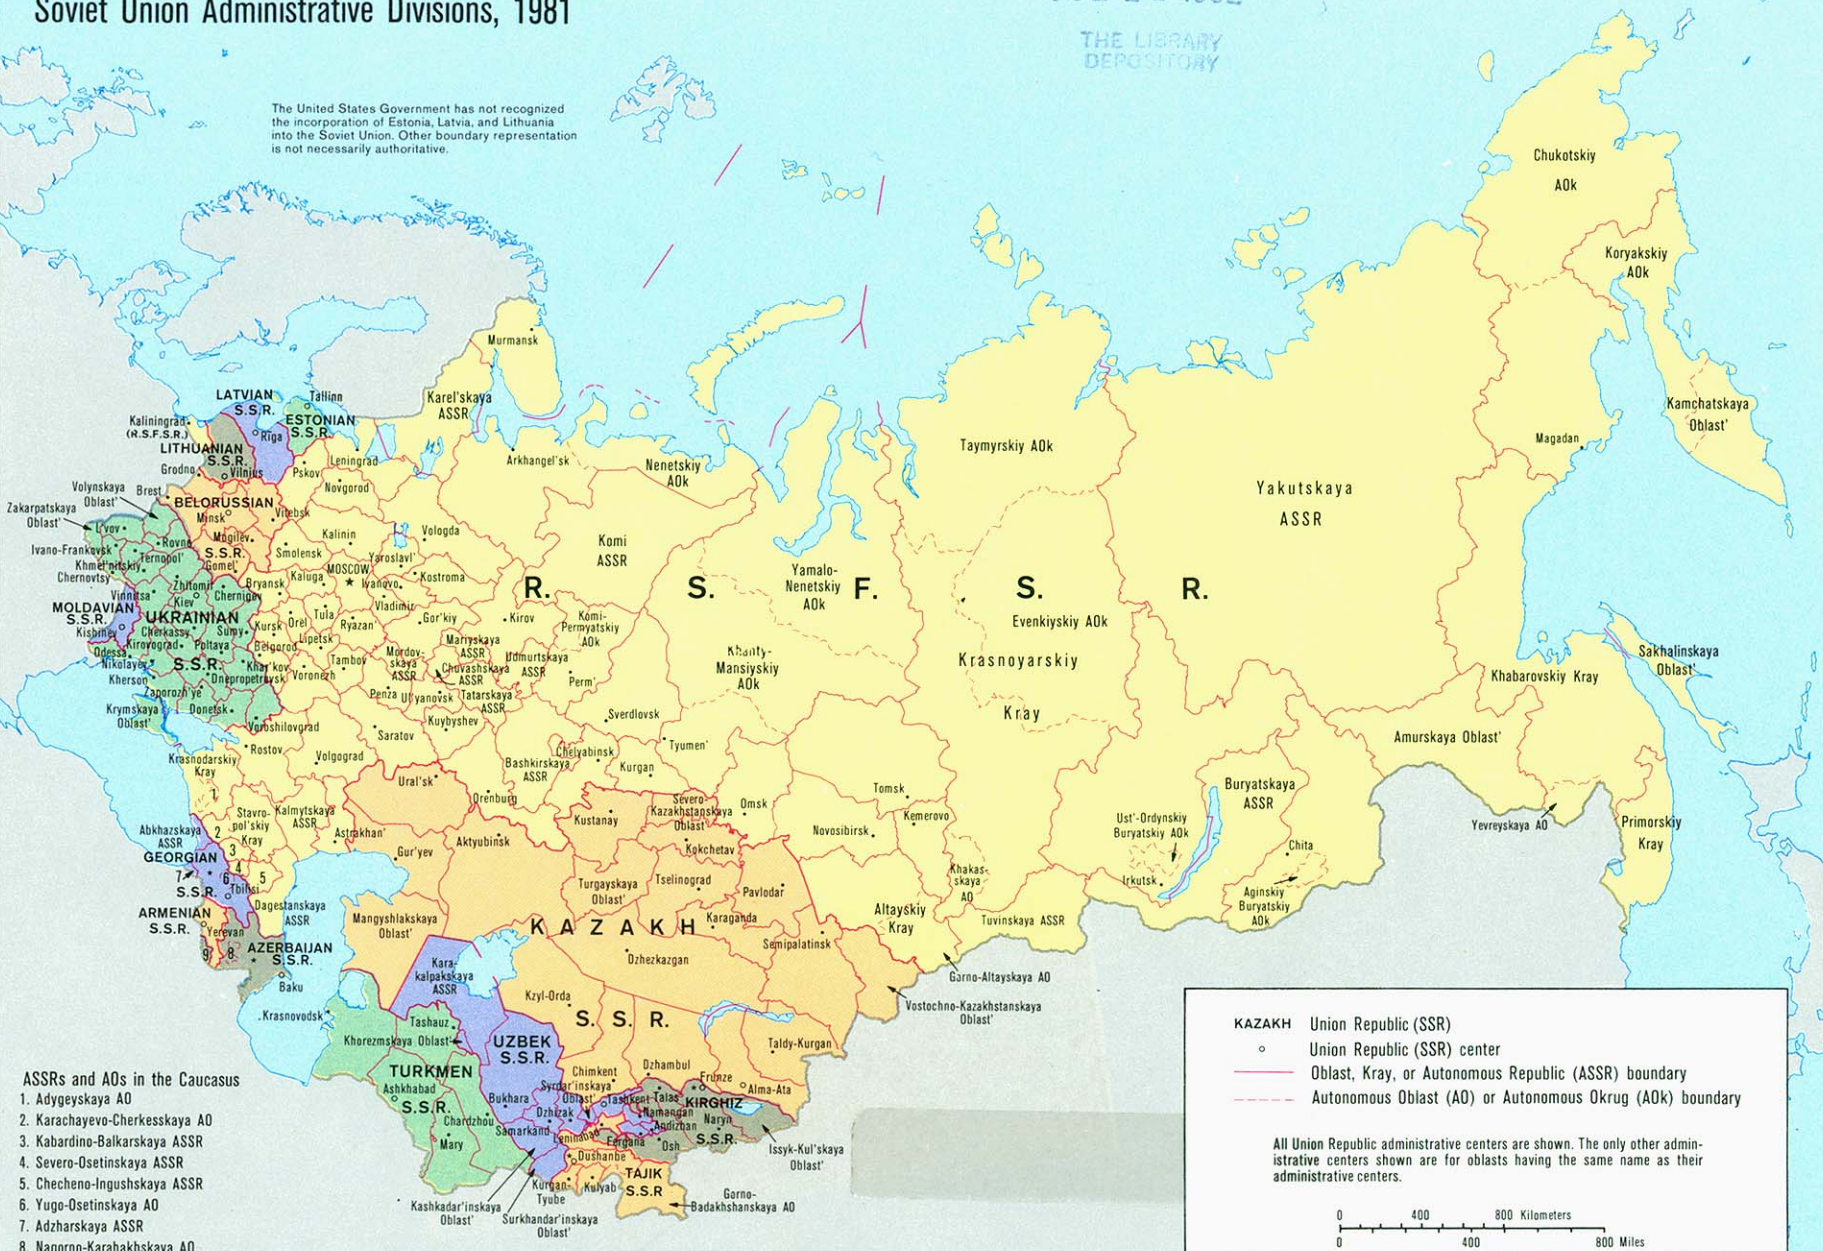 Soviet Union Administrative Divisions, 1981
THE LIBRARY
DEPOSITORY
The United States Government has not recognized
the incorporation of Estonia, Latvia, and Lithuania
into the Soviet Union. Other boundary representation
is not necessarily authoritative.
Chukotskiy
AOk
Koryakskiy
AOk
Kamchatskaya
Oblast'
Magadan
Yakutskaya
ASSR
Taymyrskiy AOk
Murmansk
Karel'skaya
ASSR
Arkhangel'sk
Nenetskiy
AOk
LATVIAN
S.S.R.
Riga
Tallinn
ESTONIAN
S.S.R.
Kaliningrad
(R.S.F.S.R.)
LITHUANIAN
S.S.R.
Vilnius
Grodno
Pskov
Leningrad
Novgorod
Volynskaya
Oblast'
Brest
Zakarpatskaya
Oblast'
BELORUSSIAN
Minsk
Vitebsk
Mogilev
S.S.R.
Gomel'
L'vov
Rovno
Ivano-Frankovsk
Ternopol'
Khmel'nitskiy
Chernovtsy
Zhitomir
Vinnitsa
Kiev
Chernigov
MOLDAVIAN
S.S.R.
Kishinev
UKRAINIAN
Cherkassy
Sumy
Kirovograd
Poltava
Odessa
S.S.R.
Nikolayev
Khar'kov
Kherson
Dnepropetrovsk
Zaporozh'ye
Krymskaya
Oblast'
Donetsk
Voroshilovgrad
Smolensk
Kalinin
Vologda
Yaroslavl'
MOSCOW
Kostroma
Bryansk
Kaluga
Ivanovo
Vladimir
Tula
Orel
Ryazan'
Gor'kiy
Kirov
Kursk
Lipetsk
Belgorod
Tambov
Voronezh
Mordov-
skaya
ASSR
Mariyskaya
ASSR
Chuvashskaya
ASSR
Udmurtskaya
ASSR
Penza
Ul'yanovsk
Tatarskaya
ASSR
Perm'
Komi-
Permyatskiy
AOk
Komi
ASSR
Yamalo-
Nenetskiy
AOk
R. S. F. S. R.
Khanty-
Mansiyskiy
AOk
Evenkiyskiy AOk
Krasnoyarskiy
Kray
Sakhalinskaya
Oblast'
Khabarovskiy Kray
Amurskaya Oblast'
Kuybyshev
Saratov
Sverdlovsk
Rostov
Volgograd
Krasnodarskiy
Kray
Bashkirskaya
ASSR
Chelyabinsk
Kurgan
Tyumen'
Orenburg
Ural'sk
Kustanay
Severo-
Kazakhstanskaya
Oblast'
Omsk
Tomsk
Novosibirsk
Kemerovo
Ust'-Ordynskiy
Buryatskiy AOk
Buryatskaya
ASSR
Chita
Irkutsk
Aginskiy
Buryatskiy
AOk
Yevreyskaya AO
Primorskiy
Kray
1
Stavro-
pol'skiy
Kray
Kalmytskaya
ASSR
Astrakhan'
2
3
4
5
Abkhazskaya
ASSR
GEORGIAN
7
S.S.R.
6
Tbilisi
Dagestanskaya
ASSR
ARMENIAN
S.S.R.
Yerevan
9
8
AZERBAIJAN
S.S.R.
Baku
Gur'yev
Aktyubinsk
Kokchetav
Turgayskaya
Oblast'
Tselinograd
Pavlodar
Mangyshlakskaya
Oblast'
KAZAKH
Karaganda
Semipalatinsk
Dzhezkazgan
Khakas-
skaya
AO
Altayskiy
Kray
Tuvinskaya ASSR
Gorno-Altayskaya AO
Vostochno-Kazakhstanskaya
Oblast'
Kara-
kalpakskaya
ASSR
Kzyl-Orda
S. S. R.
Taldy-Kurgan
Krasnovodsk
Tashauz
Khorezmskaya Oblast'
UZBEK
S.S.R.
TURKMEN
Ashkhabad
S.S.R.
Chardzhou
Mary
Bukhara
Chimkent
Dzhambul
Frunze
Alma-Ata
Syrdar'inskaya
Oblast'
Tashkent
Talas
KIRGHIZ
Dzhizak
Namangan
Naryn
Samarkand
Leninabad
Andizhan
Fergana
Osh
S.S.R.
Issyk-Kul'skaya
Oblast'
Dushanbe
TAJIK
S.S.R
Kurgan-
Tyube
Kulyab
Gorno-
Badakhshanskaya AO
Kashkadar'inskaya
Oblast'
Surkhandar'inskaya
Oblast'
ASSRs and AOs in the Caucasus
1. Adygeyskaya AO
2. Karachayevo-Cherkesskaya AO
3. Kabardino-Balkarskaya ASSR
4. Severo-Osetinskaya ASSR
5. Checheno-Ingushskaya ASSR
6. Yugo-Osetinskaya AO
7. Adzharskaya ASSR
8. Nagorno-Karabakhskaya AO
KAZAKH Union Republic (SSR)
Union Republic (SSR) center
Oblast, Kray, or Autonomous Republic (ASSR) boundary
Autonomous Oblast (AO) or Autonomous Okrug (AOk) boundary
All Union Republic administrative centers are shown. The only other admin-
istrative centers shown are for oblasts having the same name as their
administrative centers.
0 400 800 Kilometers
0 400 800 Miles